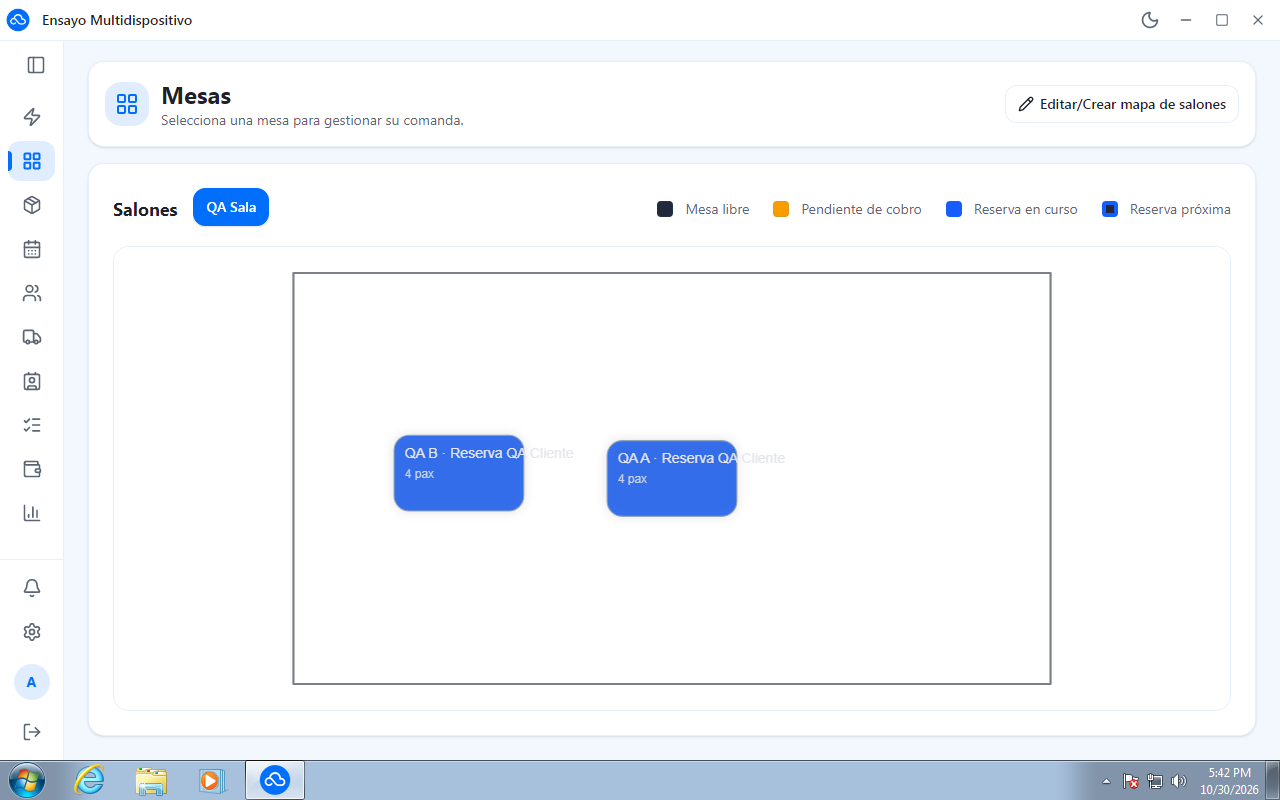 Ensayo Multidispositivo
Mesas
Selecciona una mesa para gestionar su comanda.
Editar/Crear mapa de salones
Salones
QA Sala
Mesa libre
Pendiente de cobro
Reserva en curso
Reserva próxima
QA B · Reserva QA Cliente
4 pax
QA A · Reserva QA Cliente
4 pax
A
5:42 PM
10/30/2026